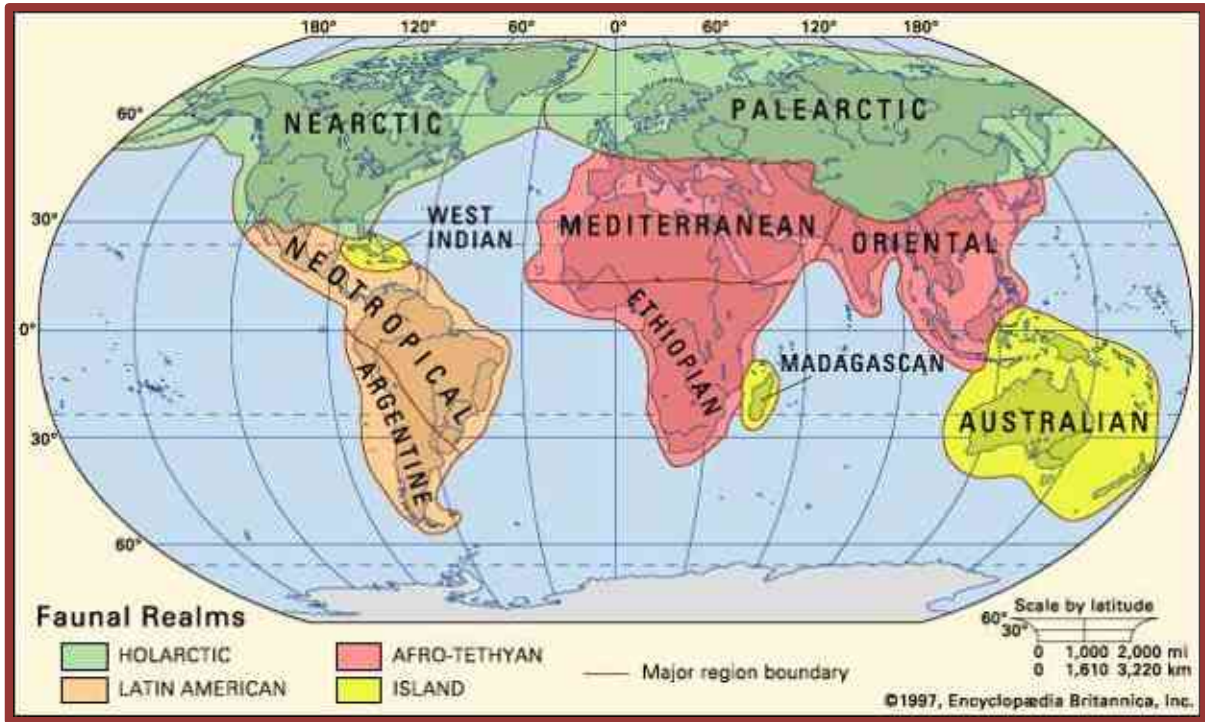 180° 120° 60° 0° 60° 120° 180°
60°
NEARCTIC
PALEARCTIC
30°
WEST
INDIAN
MEDITERRANEAN
ORIENTAL
NEOTROPICAL
ETHIOPIAN
0°
MADAGASCAN
ARGENTINE
AUSTRALIAN
30°
30°
60°
Faunal Realms
HOLARCTIC
LATIN AMERICAN
AFRO-TETHYAN
ISLAND
Major region boundary
Scale by latitude
60°
30°
0 1,000 2,000 mi
0 1,610 3,220 km
©1997, Encyclopædia Britannica, Inc.